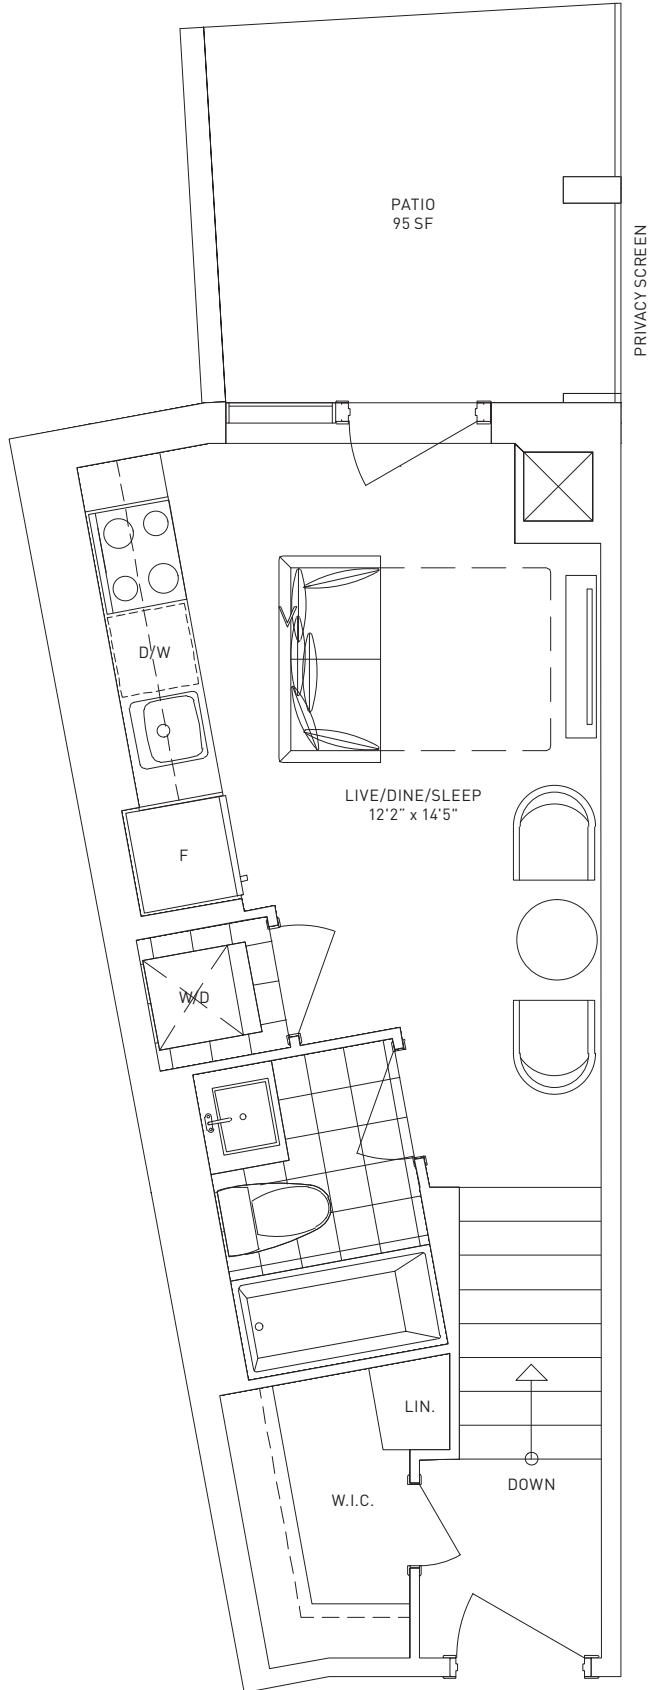 PATIO
95 SF
PRIVACY SCREEN
D/W
LIVE/DINE/SLEEP
12'2" x 14'5"
F
W/D
LIN.
DOWN
W.I.C.